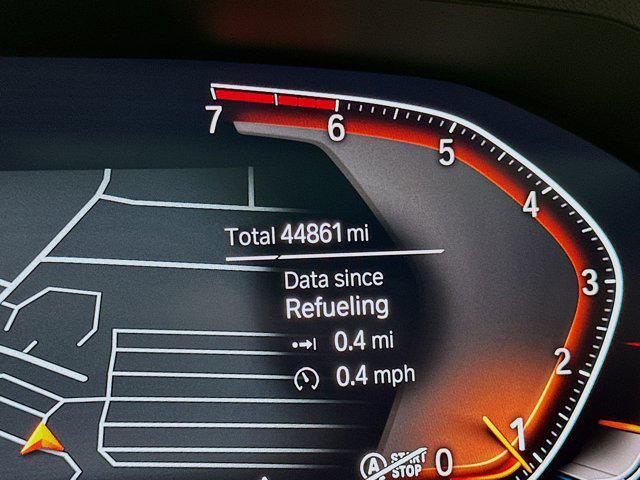 7
6
5
4
Total 44861 mi
Data since
3
Refueling
0.4 mi
2
0.4 mph
1
A START STOP 0